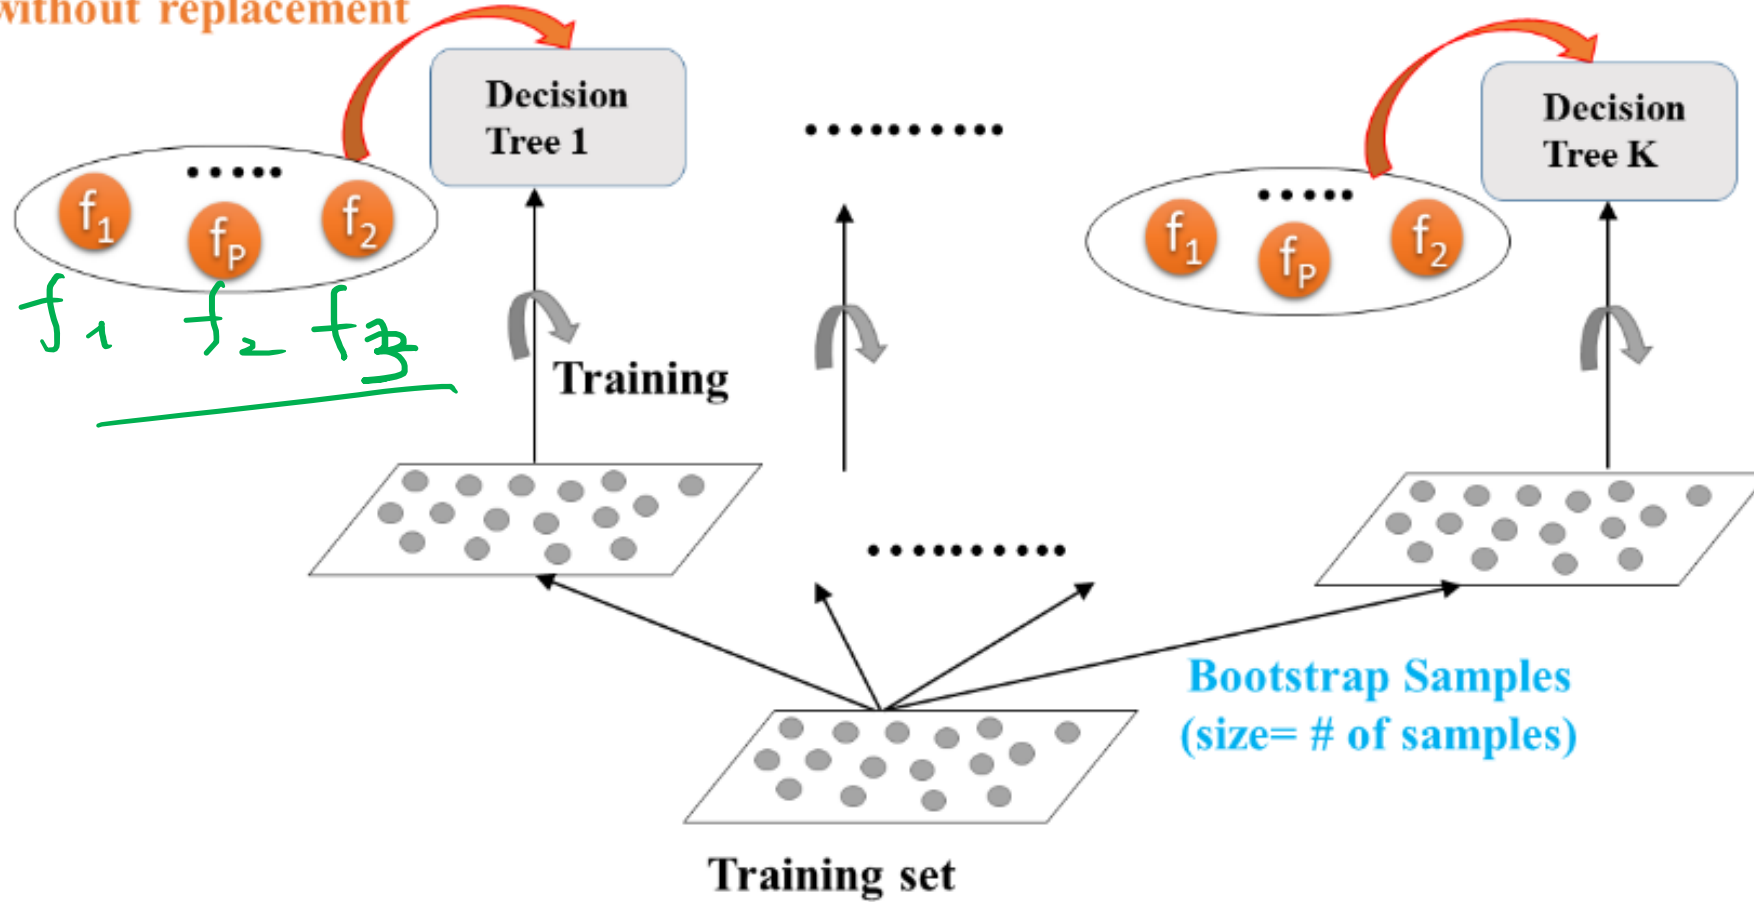 without replacement
Decision
Tree 1
..........
Decision
Tree K
.....
f1
fP
f2
.....
f1
fP
f2
f1 f2 f3
Training
..........
Bootstrap Samples
(size= # of samples)
Training set